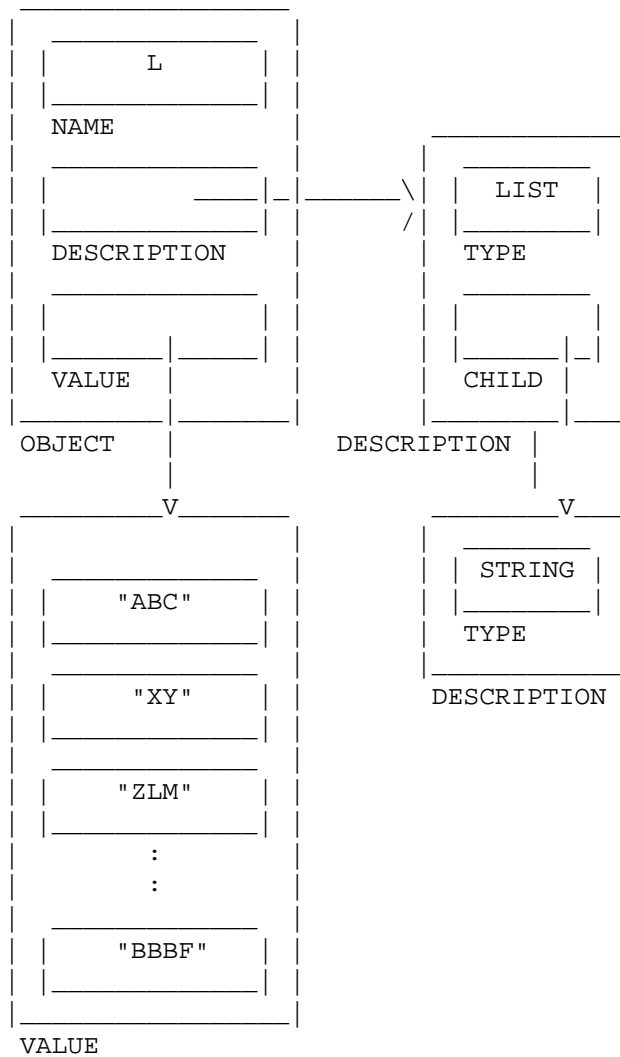 L
NAME
LIST
DESCRIPTION TYPE
VALUE CHILD
OBJECT DESCRIPTION
V V
"ABC" STRING
TYPE
"XY" DESCRIPTION
"ZLM"
:
:
"BBBF"
VALUE